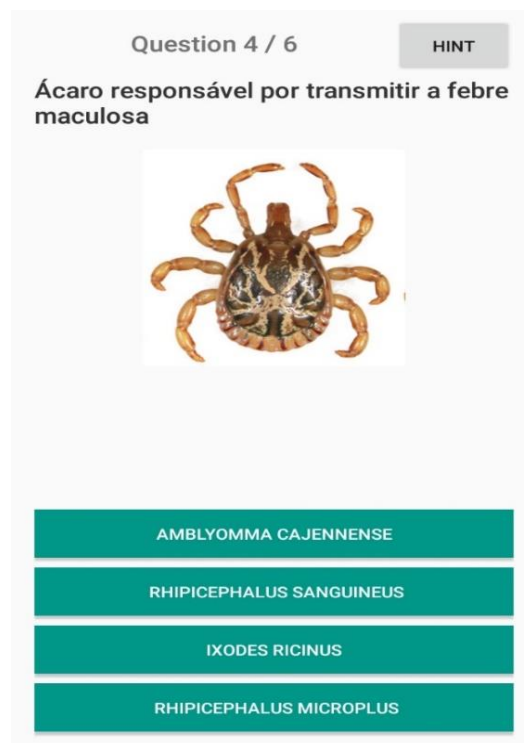 Question 4 / 6
HINT
Ácaro responsável por transmitir a febre
maculosa
AMBLYOMMA CAJENNENSE
RHIPICEPHALUS SANGUINEUS
IXODES RICINUS
RHIPICEPHALUS MICROPLUS